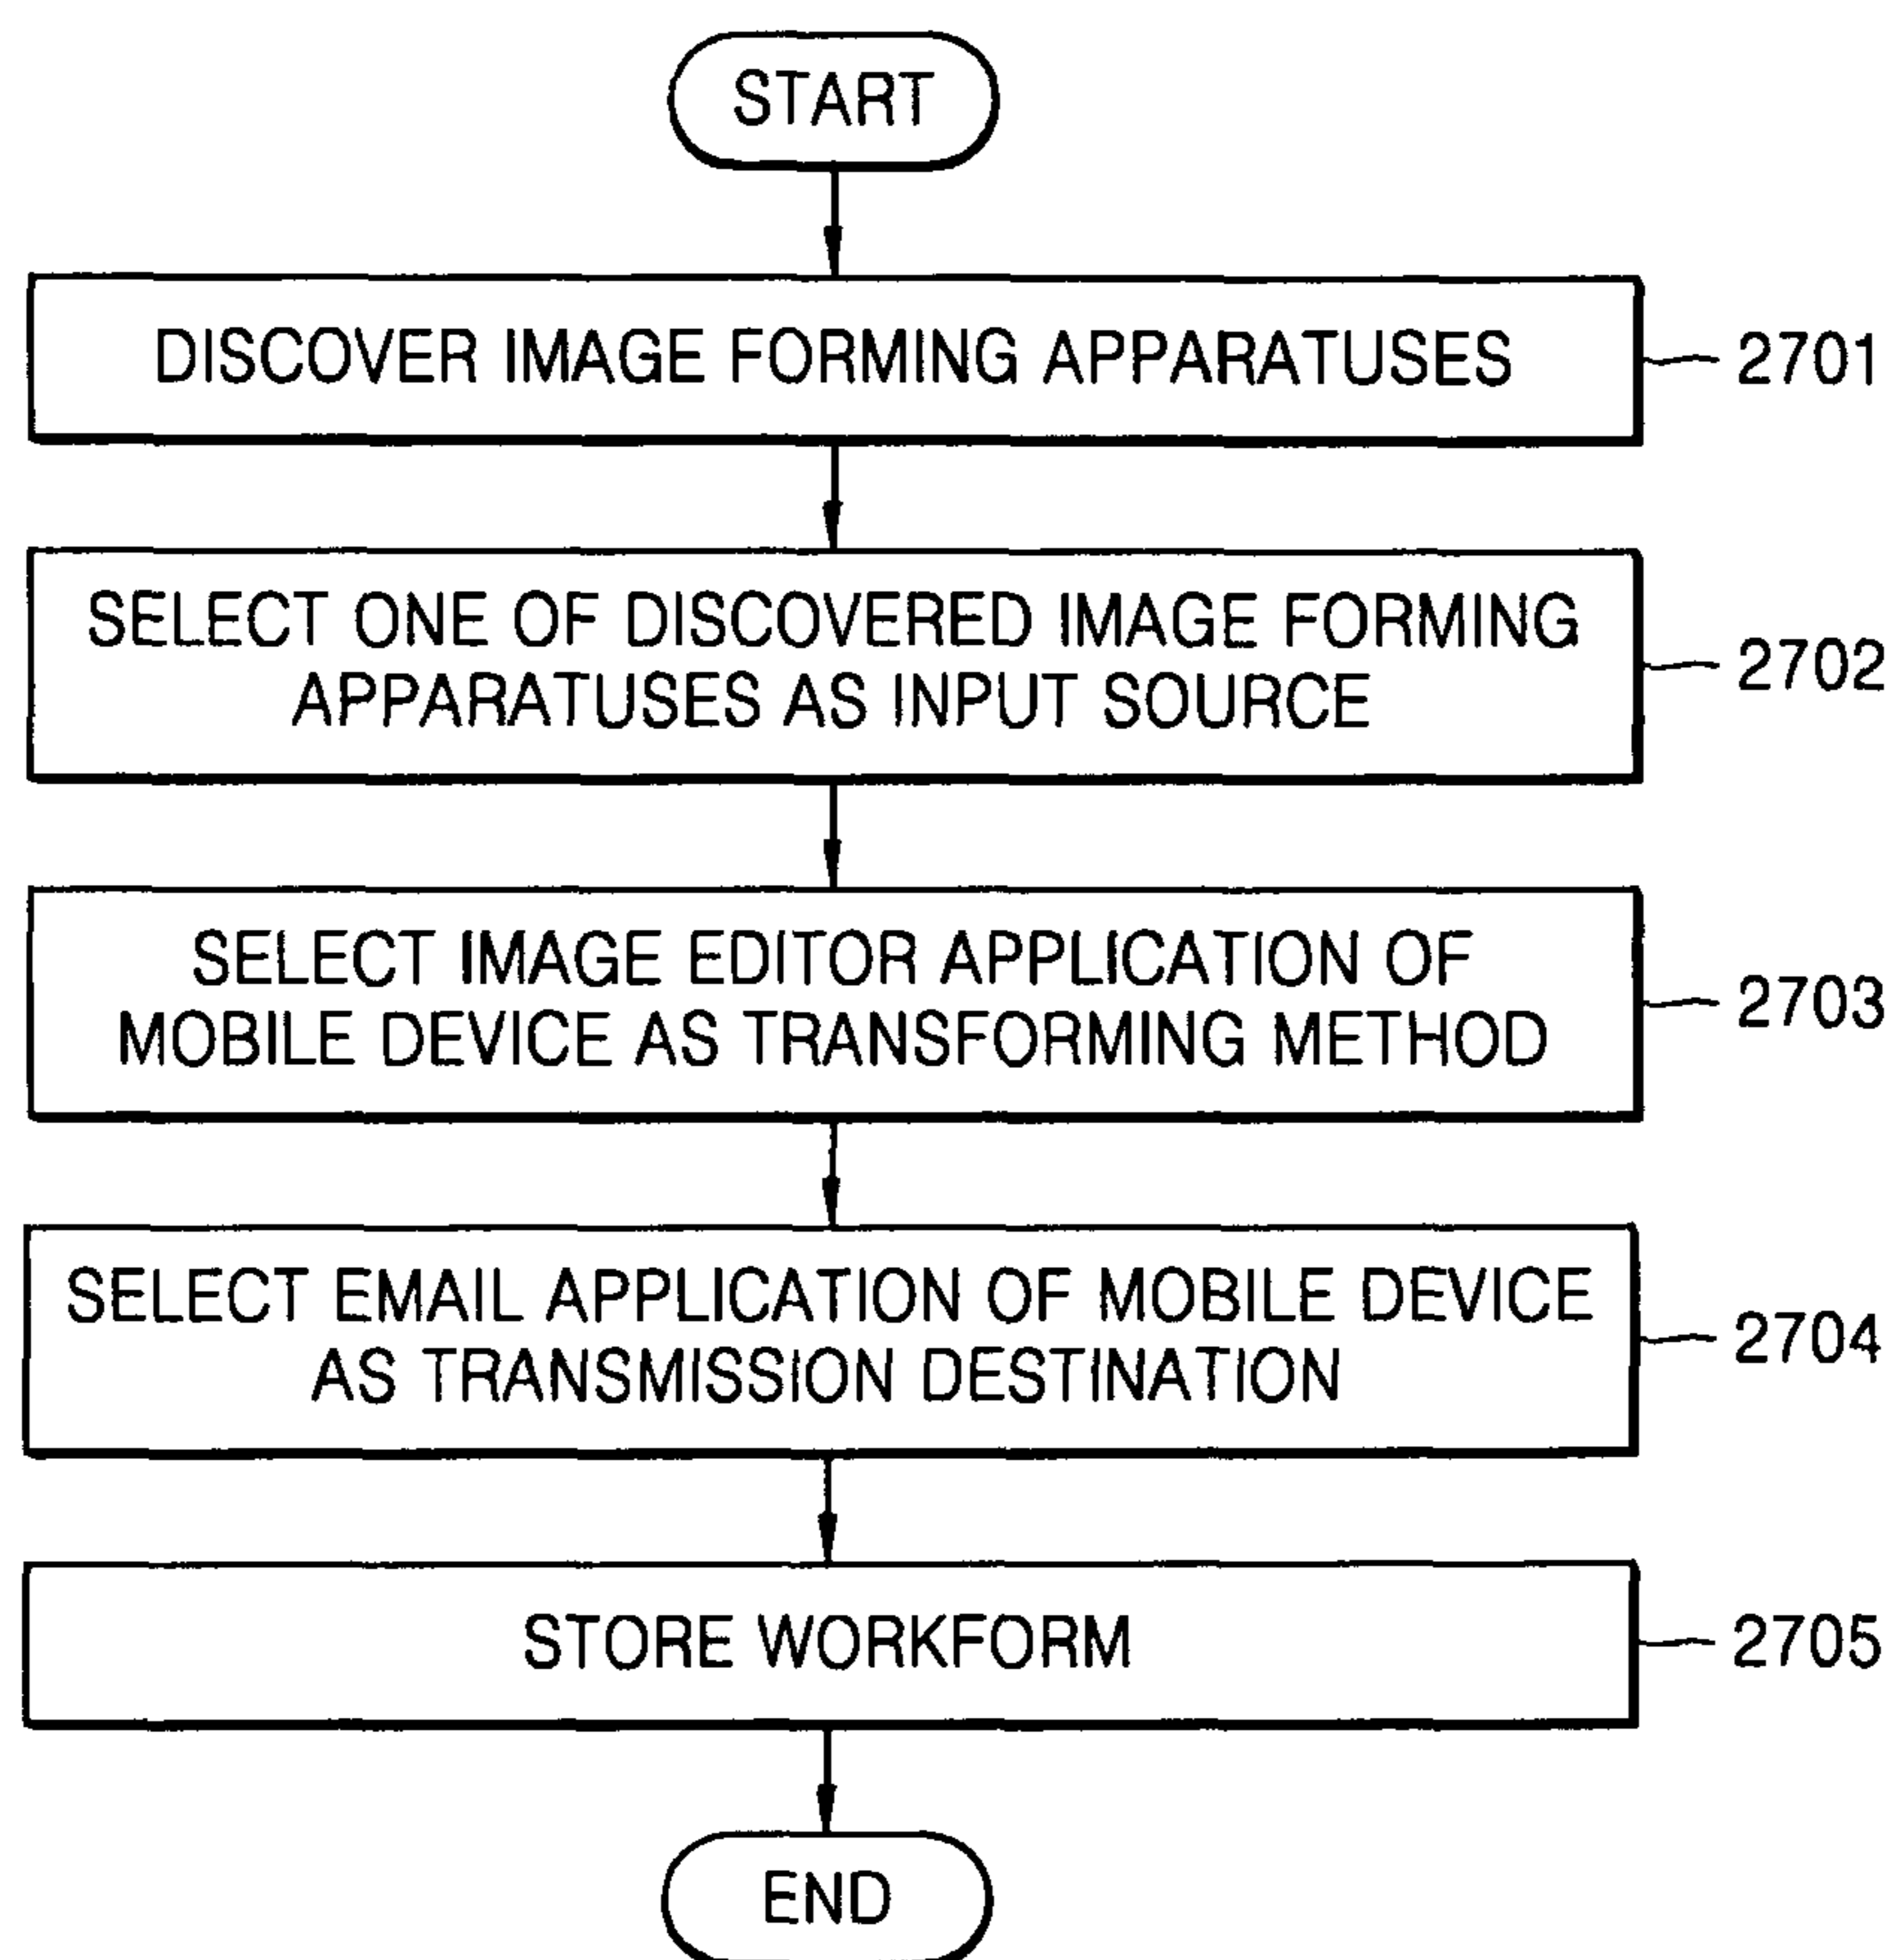 START
DISCOVER IMAGE FORMING APPARATUSES
2701
SELECT ONE OF DISCOVERED IMAGE FORMING
APPARATUSES AS INPUT SOURCE
2702
SELECT IMAGE EDITOR APPLICATION OF
MOBILE DEVICE AS TRANSFORMING METHOD
2703
SELECT EMAIL APPLICATION OF MOBILE DEVICE
AS TRANSMISSION DESTINATION
2704
STORE WORKFORM
2705
END